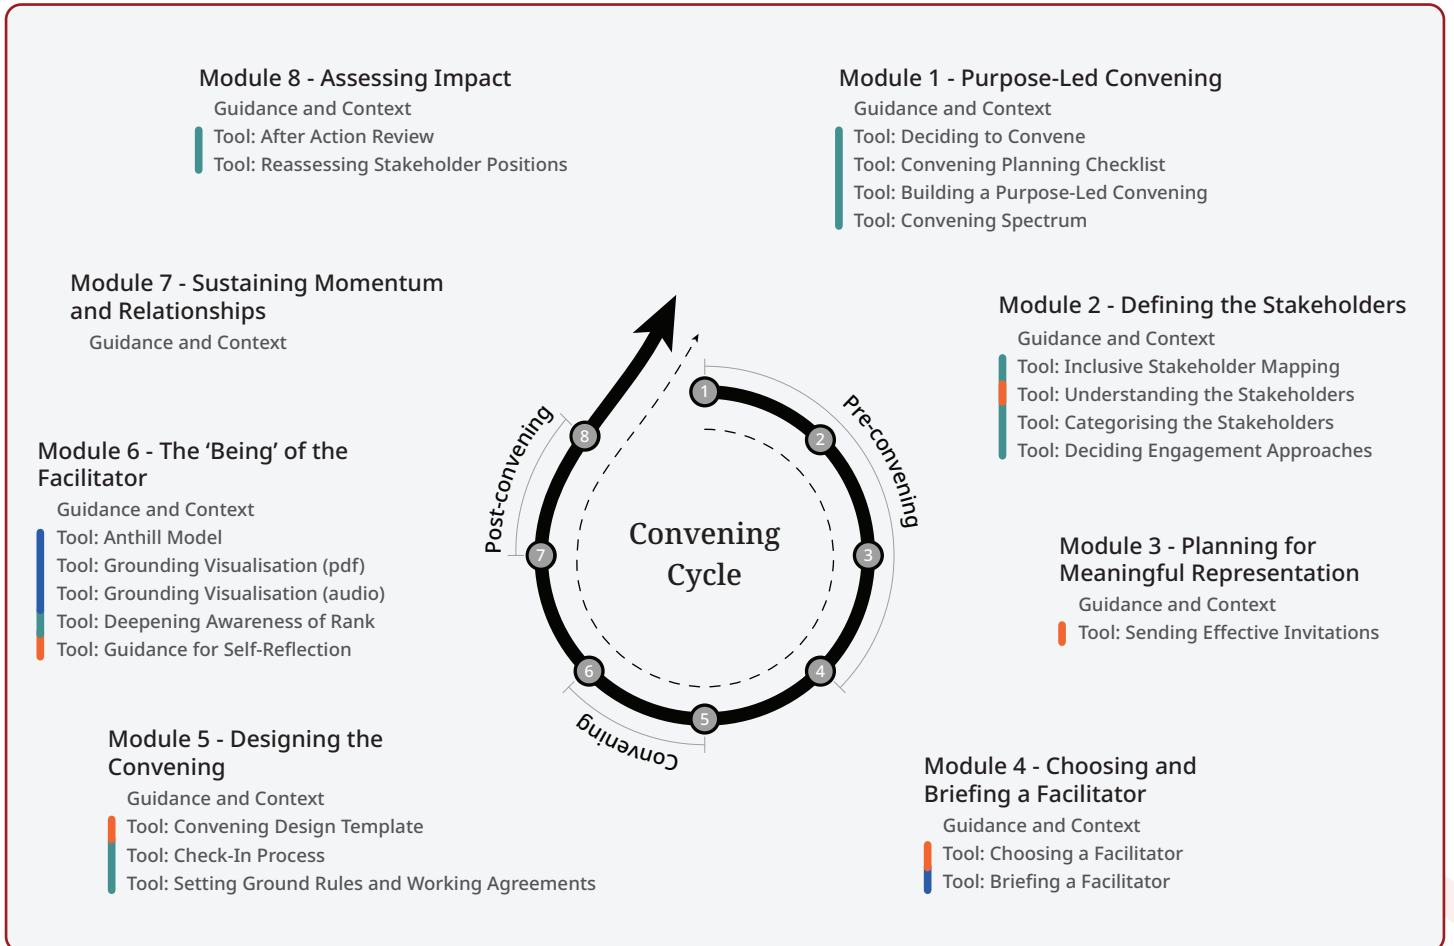 Module 8 - Assessing Impact
Guidance and Context
Tool: After Action Review
Tool: Reassessing Stakeholder Positions
Module 1 - Purpose-Led Convening
Guidance and Context
Tool: Deciding to Convene
Tool: Convening Planning Checklist
Tool: Building a Purpose-Led Convening
Tool: Convening Spectrum
Module 7 - Sustaining Momentum
and Relationships
Guidance and Context
Module 2 - Defining the Stakeholders
Guidance and Context
Tool: Inclusive Stakeholder Mapping
Tool: Understanding the Stakeholders
Tool: Categorising the Stakeholders
Tool: Deciding Engagement Approaches
Module 6 - The ‘Being’ of the
Facilitator
Guidance and Context
Tool: Anthill Model
Tool: Grounding Visualisation (pdf)
Tool: Grounding Visualisation (audio)
Tool: Deepening Awareness of Rank
Tool: Guidance for Self-Reflection
Post-convening
Pre-convening
Convening
1
2
3
4
5
6
7
8
Convening
Cycle
Module 3 - Planning for
Meaningful Representation
Guidance and Context
Tool: Sending Effective Invitations
Module 5 - Designing the
Convening
Guidance and Context
Tool: Convening Design Template
Tool: Check-In Process
Tool: Setting Ground Rules and Working Agreements
Module 4 - Choosing and
Briefing a Facilitator
Guidance and Context
Tool: Choosing a Facilitator
Tool: Briefing a Facilitator